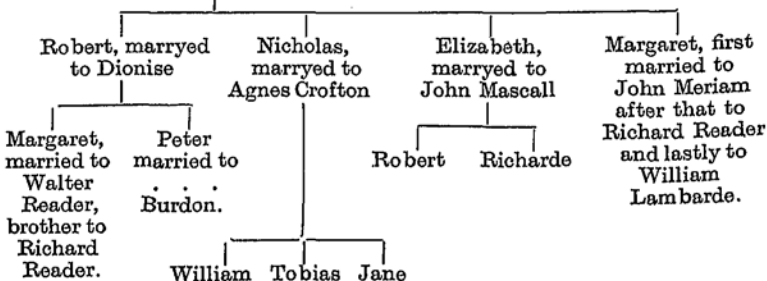 Robert, marryed
to Dionise
Nicholas,
marryed to
Agnes Crofton
Elizabeth,
marryed to
John Mascall
Margaret, first
married to
John Meriam
after that to
Richard Reader
and lastly to
William
Lambarde.
Margaret,
married to
Walter
Reader,
brother to
Richard
Reader.
Peter
married to
. . .
Burdon.
Robert
Richarde
William
Tobias
Jane